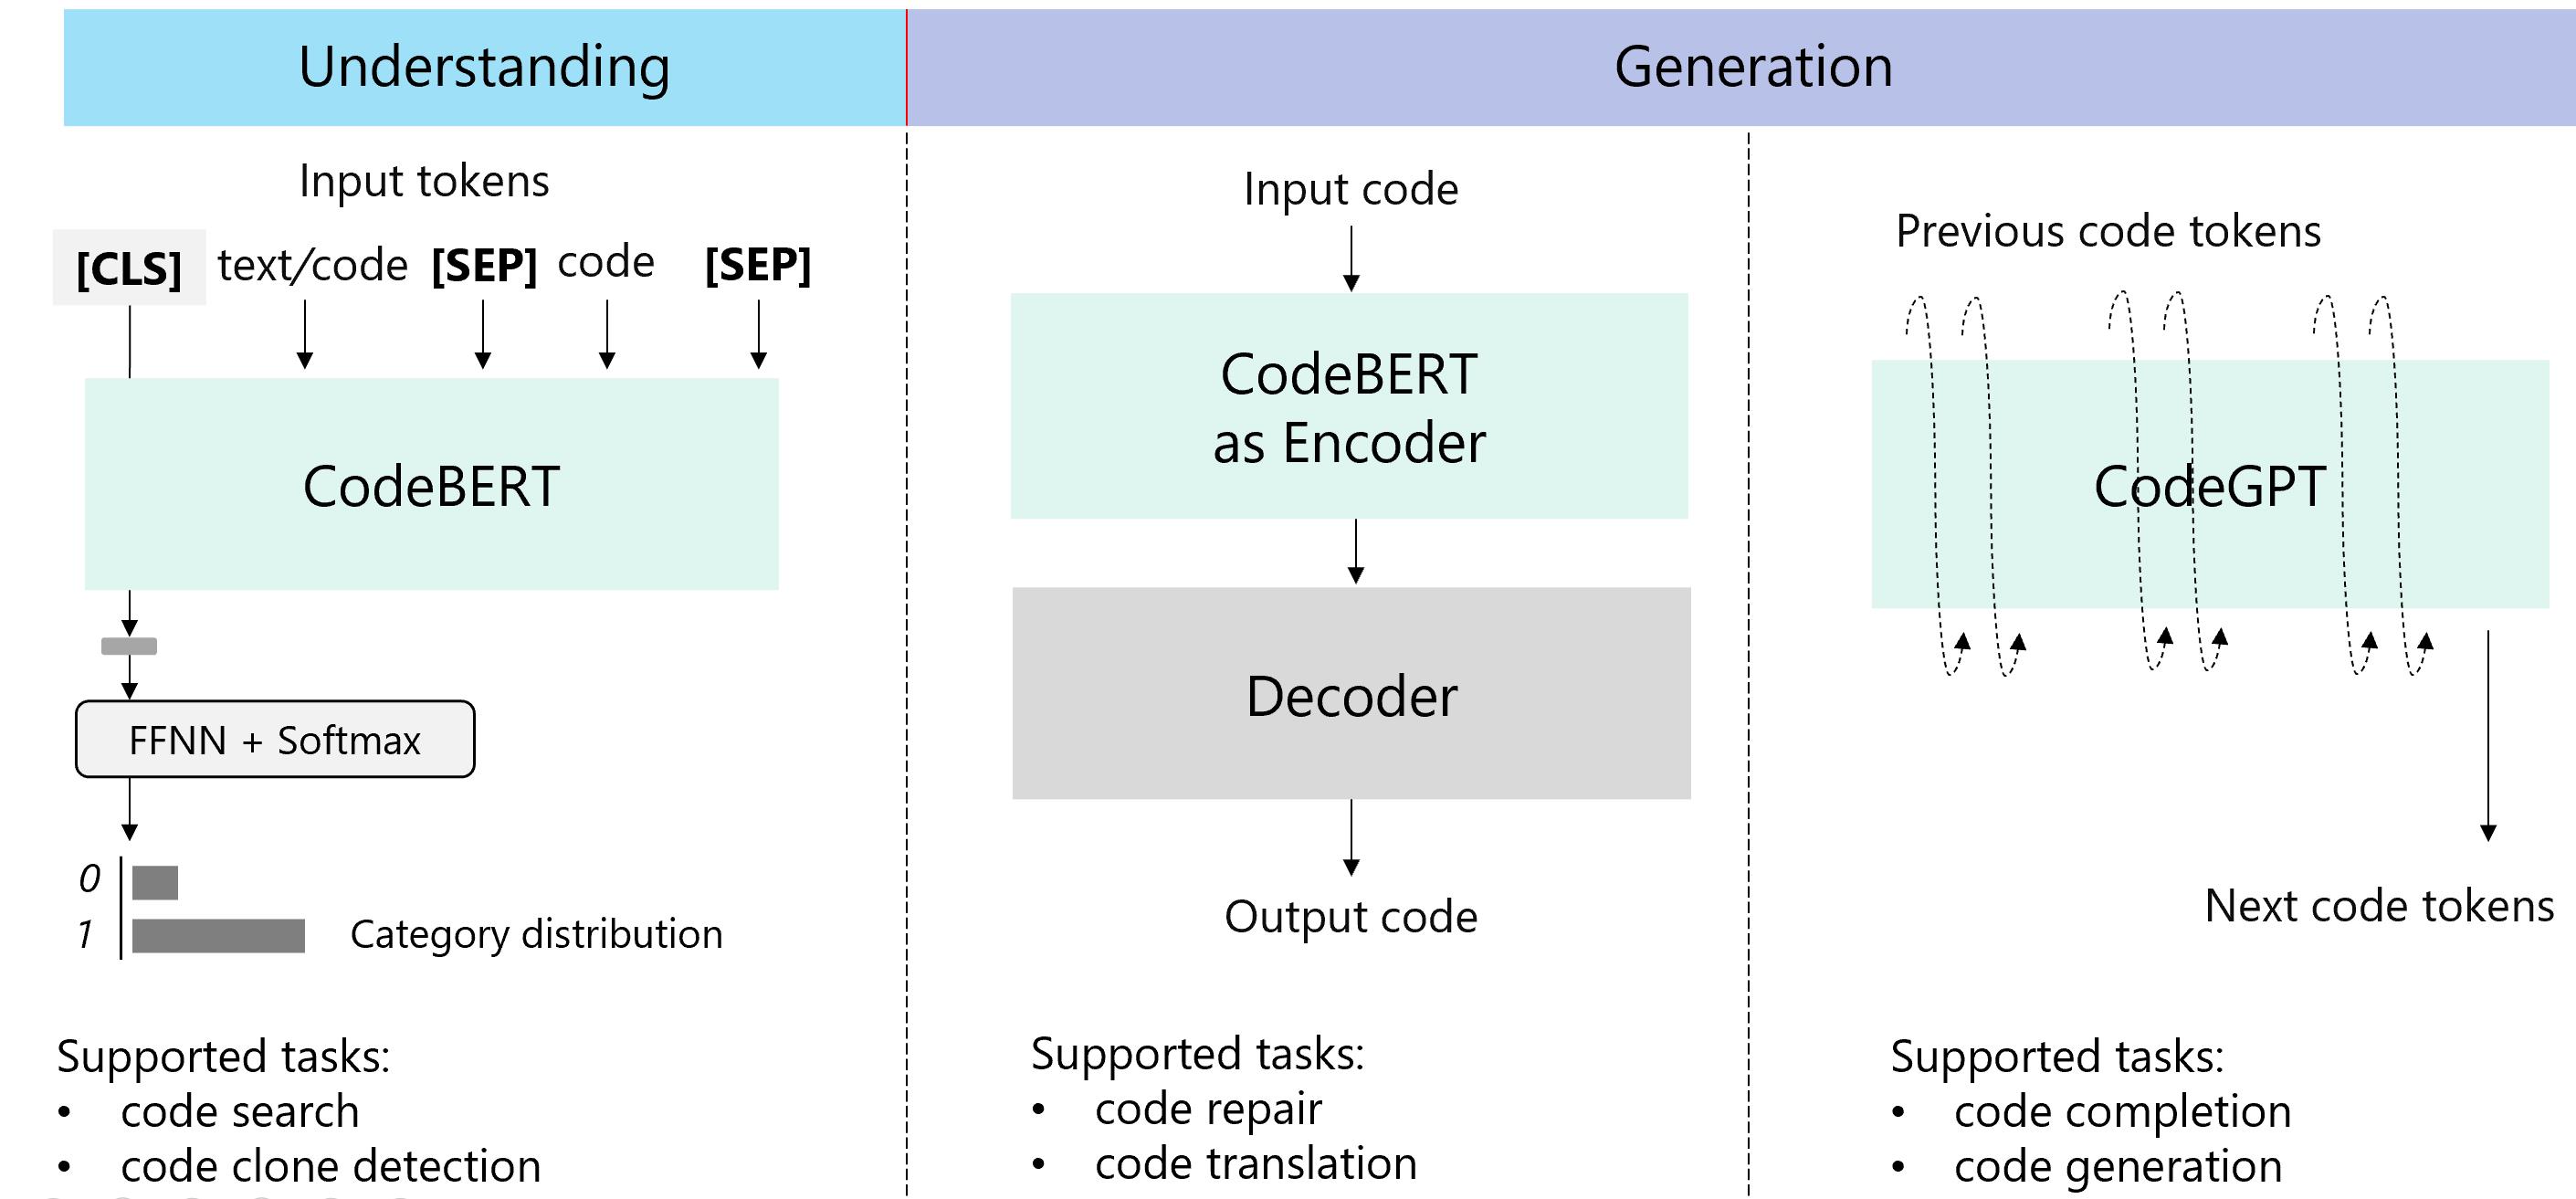 Understanding
Generation
Input tokens
[CLS] text/code [SEP] code [SEP]
CodeBERT
FFNN + Softmax
0
1
Category distribution
Supported tasks:
• code search
• code clone detection
Input code
CodeBERT
as Encoder
Decoder
Output code
Supported tasks:
• code repair
• code translation
Previous code tokens
CodeGPT
Next code tokens
Supported tasks:
• code completion
• code generation